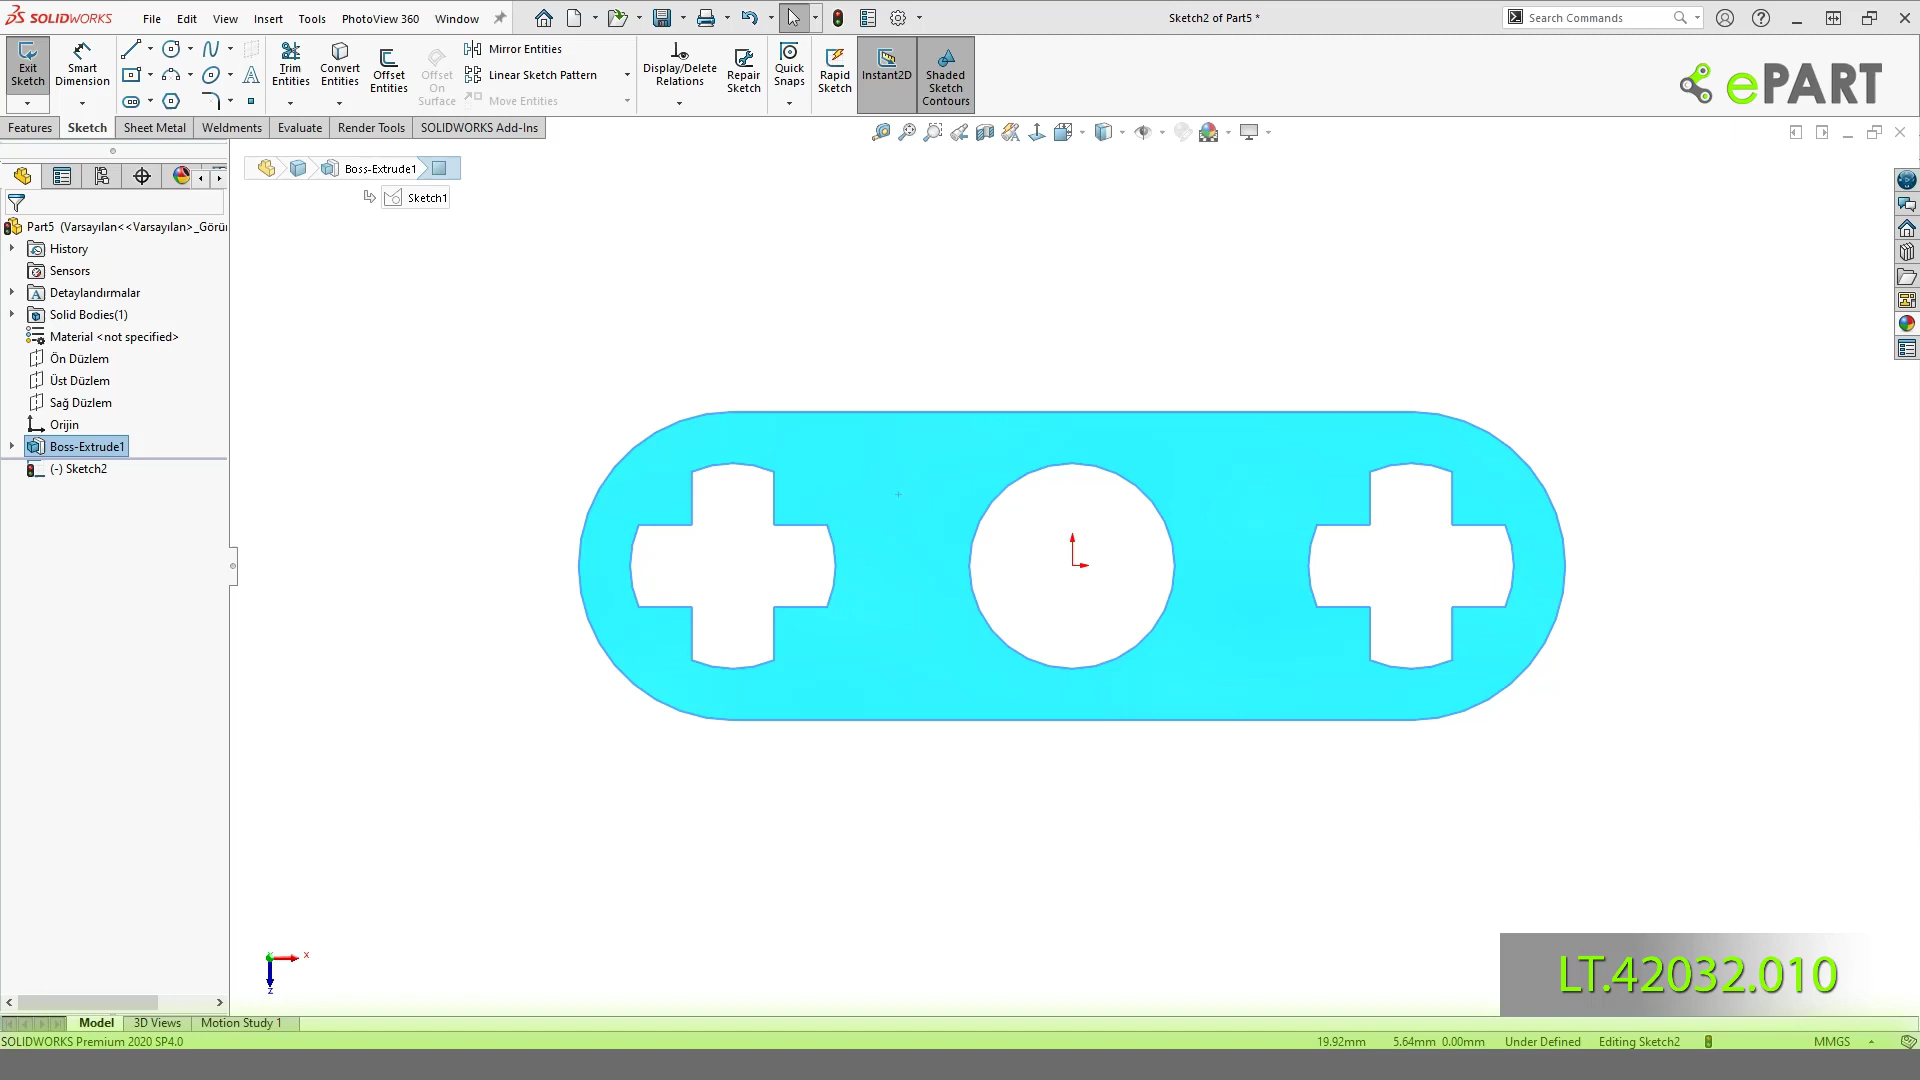 SOLIDWORKS File Edit View Insert Tools PhotoView 360 Window Sketch2 of Part5 * Search Commands
Exit Sketch Smart Dimension Trim Entities Convert Entities Offset Entities Offset On Surface Mirror Entities Linear Sketch Pattern Move Entities Display/Delete Relations Repair Sketch Quick Snaps Rapid Sketch Instant2D Shaded Sketch Contours ePART
Features Sketch Sheet Metal Weldments Evaluate Render Tools SOLIDWORKS Add-Ins
Boss-Extrude1
Sketch1
Part5 (Varsayılan<<Varsayılan>_Görü
History
Sensors
Detaylandırmalar
Solid Bodies(1)
Material <not specified>
Ön Düzlem
Üst Düzlem
Sağ Düzlem
Orijin
Boss-Extrude1
(-) Sketch2
x
z
LT.42032.010
Model 3D Views Motion Study 1
SOLIDWORKS Premium 2020 SP4.0 19.92mm 5.64mm 0.00mm Under Defined Editing Sketch2 MMGS